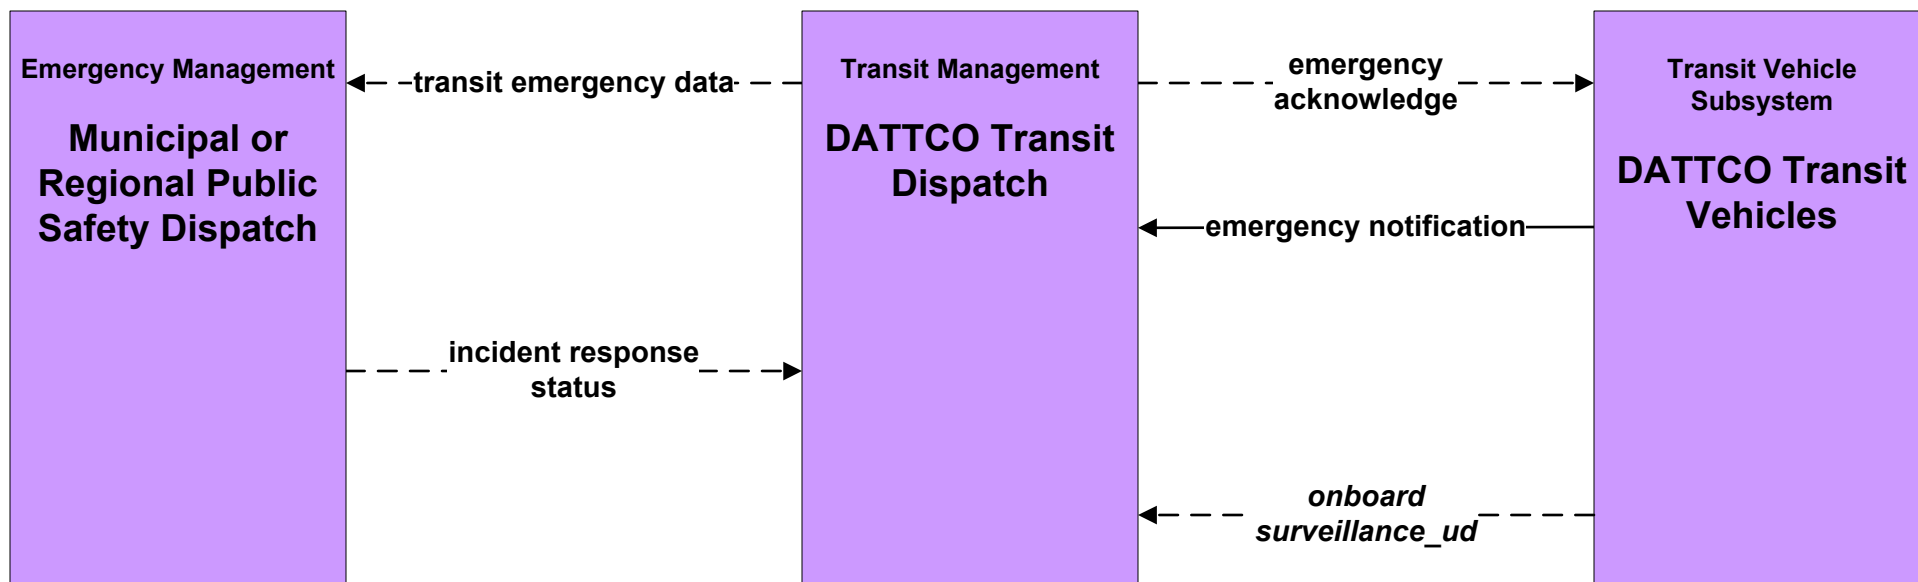 Emergency Management
Municipal or
Regional Public
Safety Dispatch
transit emergency data
incident response
status
Transit Management
DATTCO Transit
Dispatch
emergency
acknowledge
emergency notification
onboard
surveillance_ud
Transit Vehicle
Subsystem
DATTCO Transit
Vehicles